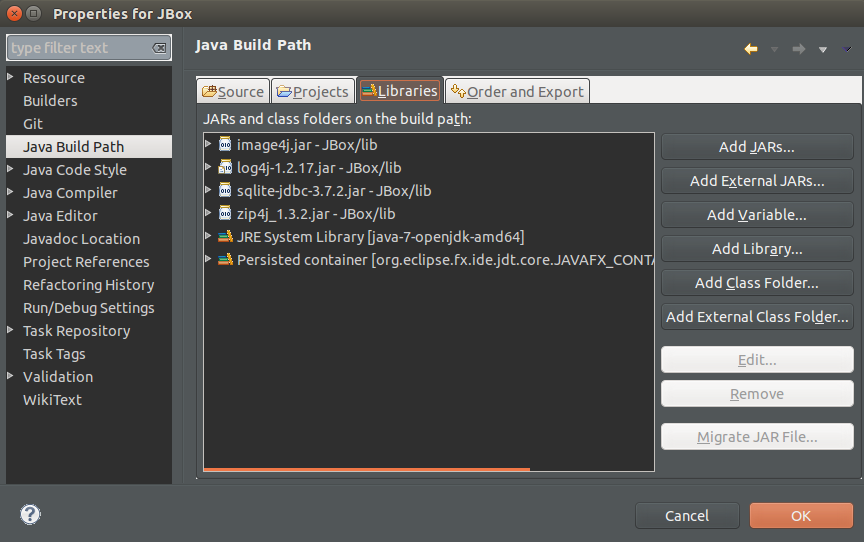 Properties for JBox
type filter text
Resource
Builders
Git
Java Build Path
Java Code Style
Java Compiler
Java Editor
Javadoc Location
Project References
Refactoring History
Run/Debug Settings
Task Repository
Task Tags
Validation
WikiText
Java Build Path
Source Projects Libraries Order and Export
JARs and class folders on the build path:
image4j.jar - JBox/lib
log4j-1.2.17.jar - JBox/lib
sqlite-jdbc-3.7.2.jar - JBox/lib
zip4j_1.3.2.jar - JBox/lib
JRE System Library [java-7-openjdk-amd64]
Persisted container [org.eclipse.fx.ide.jdt.core.JAVAFX_CONTA
Add JARs...
Add External JARs...
Add Variable...
Add Library...
Add Class Folder...
Add External Class Folder...
Edit...
Remove
Migrate JAR File...
?
Cancel
OK